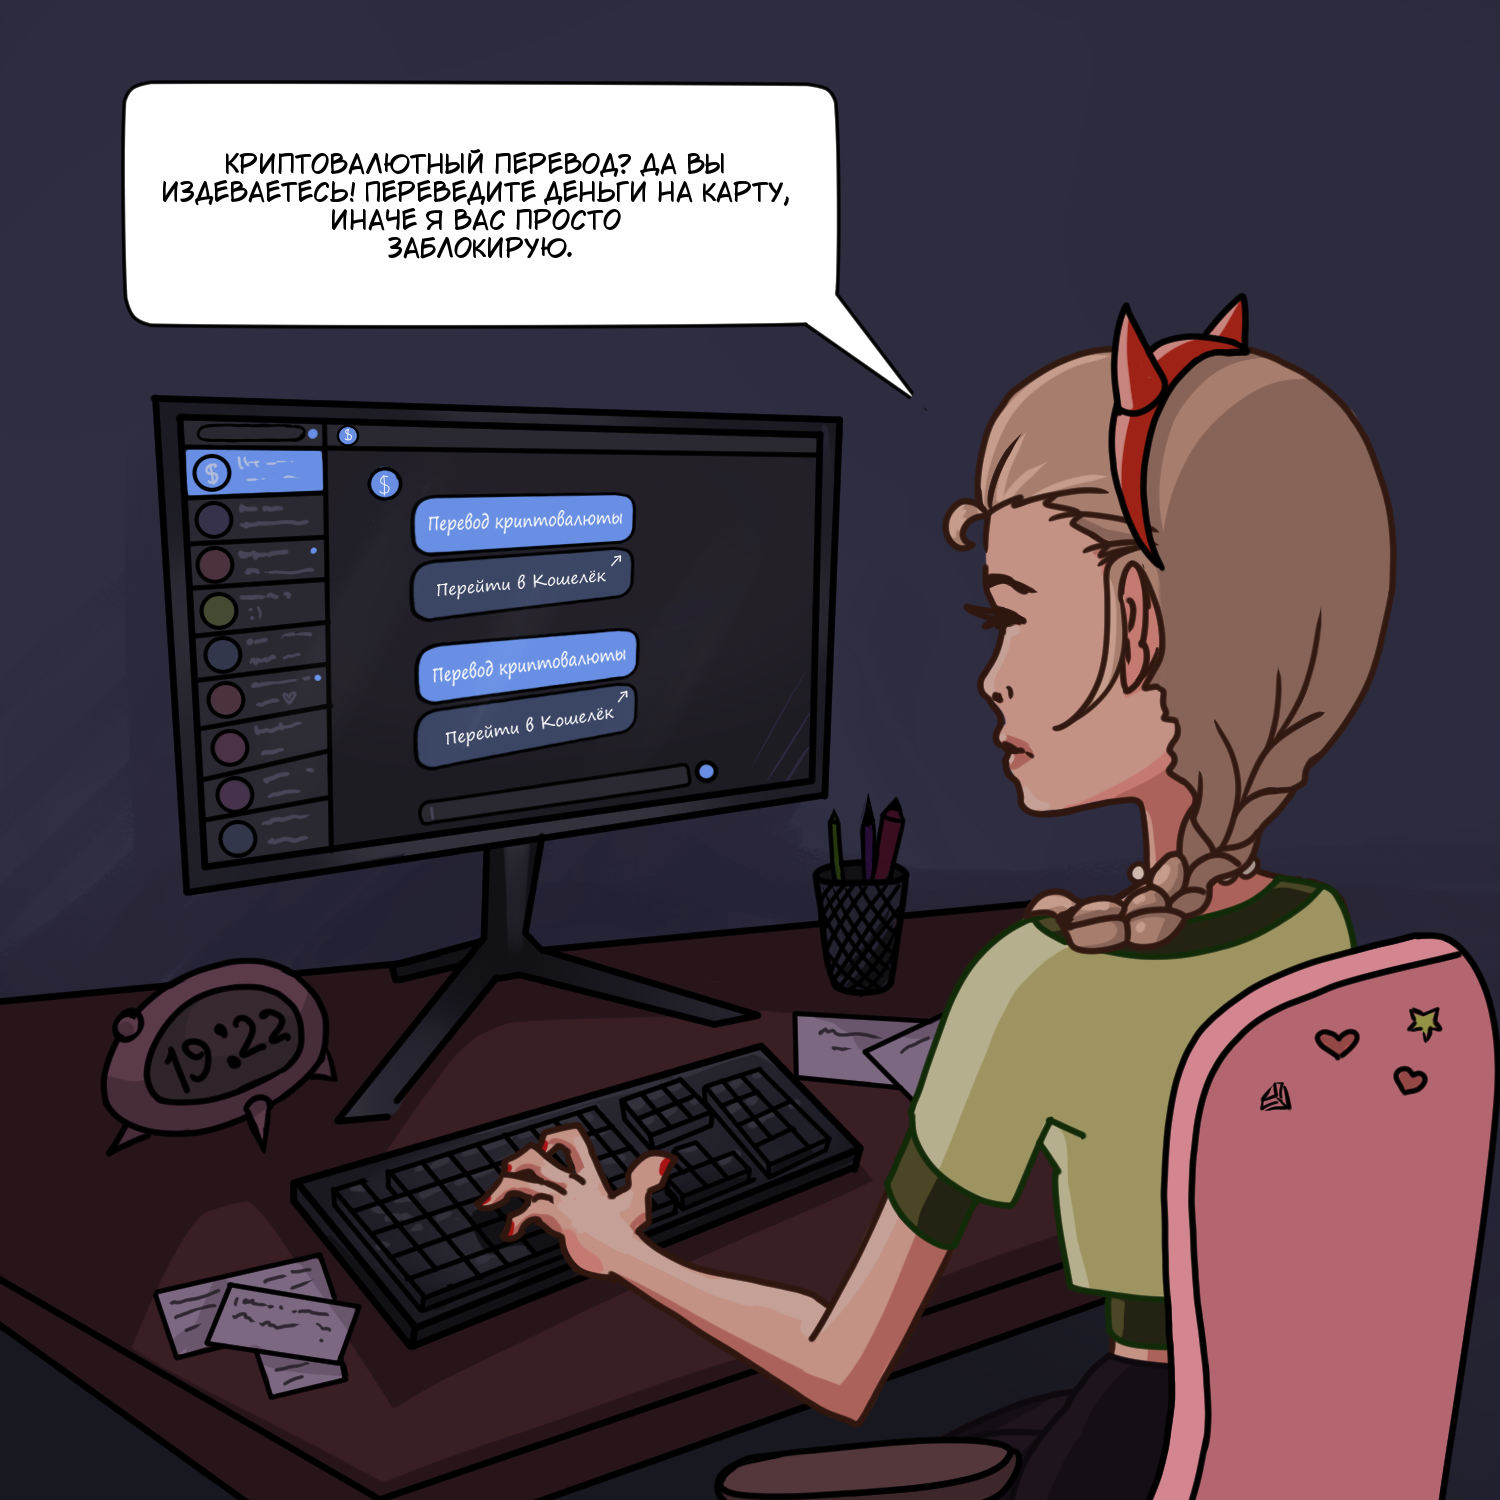 КРИПТОВАЛЮТНЫЙ ПЕРЕВОД? ДА ВЫ
ИЗДЕВАЕТЕСЬ! ПЕРЕВЕДИТЕ ДЕНЬГИ НА КАРТУ,
ИНАЧЕ Я ВАС ПРОСТО
ЗАБЛОКИРУЮ.
$
$
$
Перевод криптовалюты
Перейти в Кошелёк
:)
Перевод криптовалюты
Перейти в Кошелёк
19:22